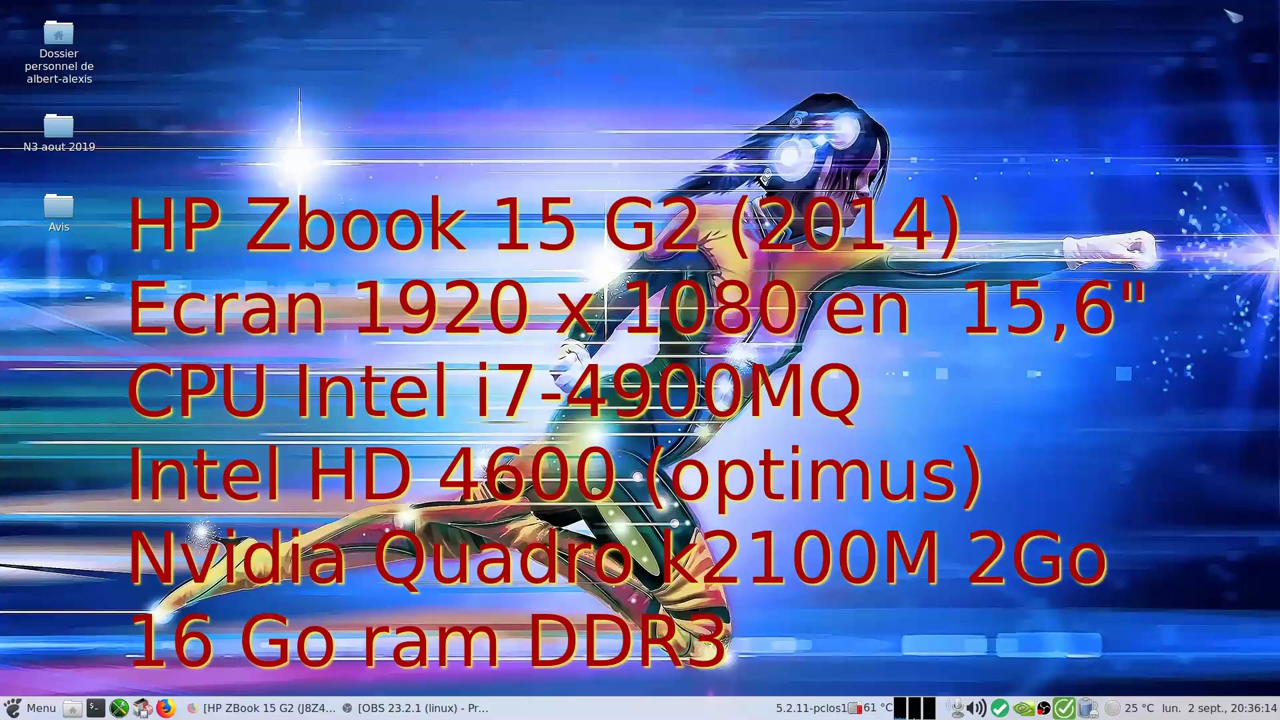 Dossier
personnel de
albert-alexis
N3 aout 2019
Avis
HP Zbook 15 G2 (2014)
Ecran 1920 x 1080 en  15,6"
CPU Intel i7-4900MQ
Intel HD 4600 (optimus)
Nvidia Quadro k2100M 2Go
16 Go ram DDR3
Menu [HP ZBook 15 G2 [8Z4... [OBS 23.2.1 (linux) - Pr... 5.2.11-pclos1 61 °C 25 °C lun. 2 sept., 20:36:14